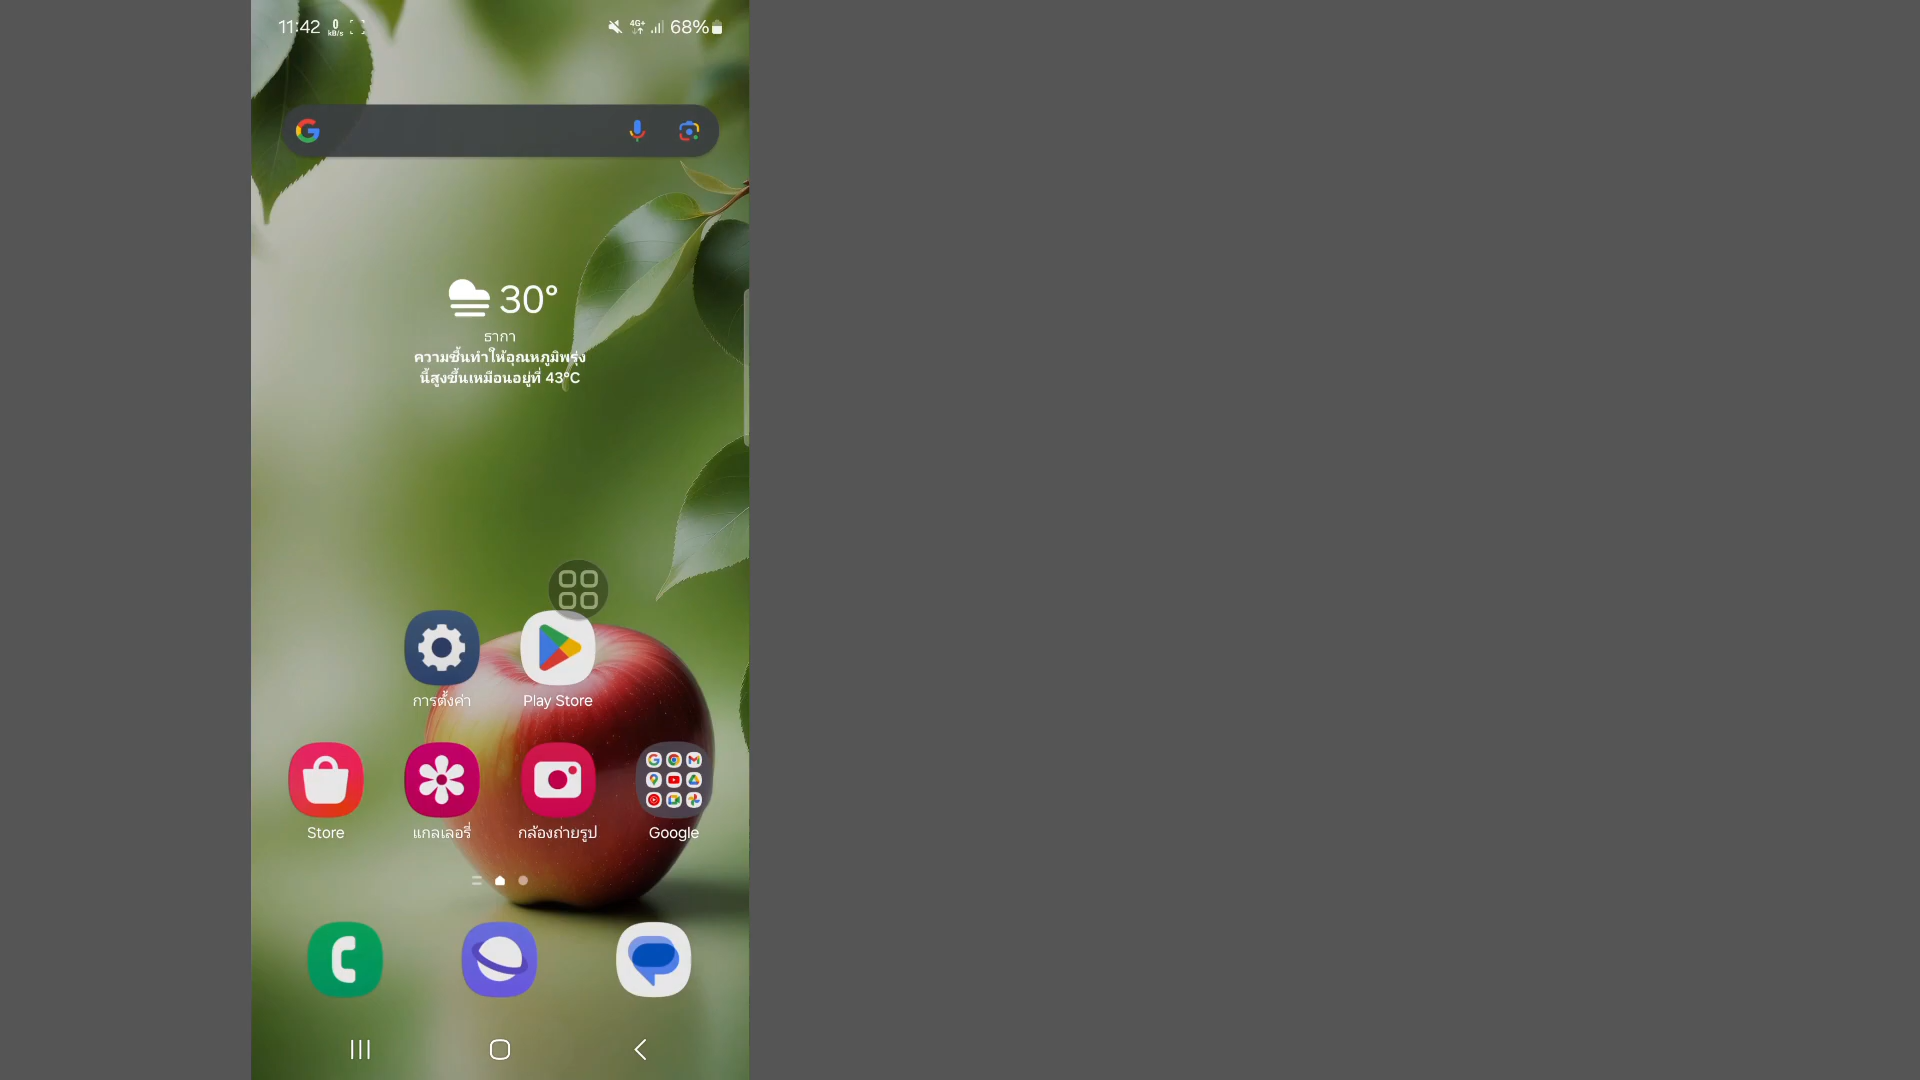 11:42
0
kB/s
4G+
68%
30°
ธากา
ความชื้นทำให้อุณหภูมิพรุ่ง
นี้สูงขึ้นเหมือนอยู่ที่ 43°C
การตั้งค่า
Play Store
Store
แกลเลอรี่
กล้องถ่ายรูป
Google